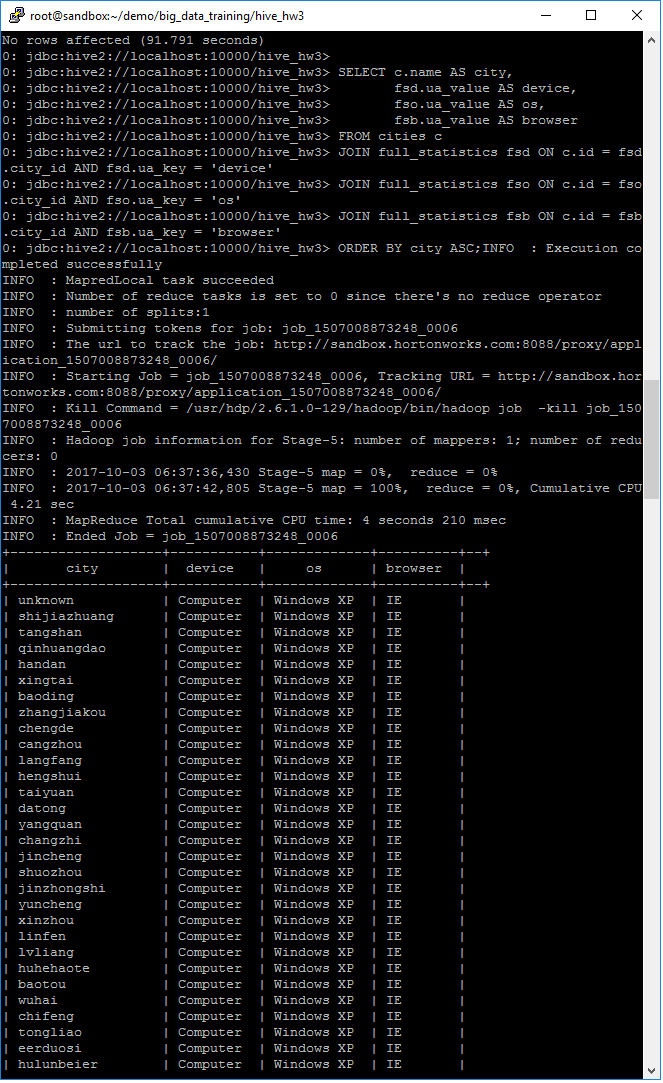 root@sandbox:~/demo/big_data_training/hive_hw3
No rows affected (91.791 seconds)
0: jdbc:hive2://localhost:10000/hive_hw3>
0: jdbc:hive2://localhost:10000/hive_hw3> SELECT c.name AS city,
0: jdbc:hive2://localhost:10000/hive_hw3>        fsd.ua_value AS device,
0: jdbc:hive2://localhost:10000/hive_hw3>        fso.ua_value AS os,
0: jdbc:hive2://localhost:10000/hive_hw3>        fsb.ua_value AS browser
0: jdbc:hive2://localhost:10000/hive_hw3> FROM cities c
0: jdbc:hive2://localhost:10000/hive_hw3> JOIN full_statistics fsd ON c.id = fsd
.city_id AND fsd.ua_key = 'device'
0: jdbc:hive2://localhost:10000/hive_hw3> JOIN full_statistics fso ON c.id = fso
.city_id AND fso.ua_key = 'os'
0: jdbc:hive2://localhost:10000/hive_hw3> JOIN full_statistics fsb ON c.id = fsb
.city_id AND fsb.ua_key = 'browser'
0: jdbc:hive2://localhost:10000/hive_hw3> ORDER BY city ASC;INFO  : Execution co
mpleted successfully
INFO  : MapredLocal task succeeded
INFO  : Number of reduce tasks is set to 0 since there's no reduce operator
INFO  : number of splits:1
INFO  : Submitting tokens for job: job_1507008873248_0006
INFO  : The url to track the job: http://sandbox.hortonworks.com:8088/proxy/appl
ication_1507008873248_0006/
INFO  : Starting Job = job_1507008873248_0006, Tracking URL = http://sandbox.hor
tonworks.com:8088/proxy/application_1507008873248_0006/
INFO  : Kill Command = /usr/hdp/2.6.1.0-129/hadoop/bin/hadoop job  -kill job_150
7008873248_0006
INFO  : Hadoop job information for Stage-5: number of mappers: 1; number of redu
cers: 0
INFO  : 2017-10-03 06:37:36,430 Stage-5 map = 0%,  reduce = 0%
INFO  : 2017-10-03 06:37:42,805 Stage-5 map = 100%,  reduce = 0%, Cumulative CPU
 4.21 sec
INFO  : MapReduce Total cumulative CPU time: 4 seconds 210 msec
INFO  : Ended Job = job_1507008873248_0006
+-------------------+-----------+-------------+----------+--+
|       city        |  device   |     os      | browser  |
+-------------------+-----------+-------------+----------+--+
| unknown           | Computer  | Windows XP  | IE       |
| shijiazhuang      | Computer  | Windows XP  | IE       |
| tangshan          | Computer  | Windows XP  | IE       |
| qinhuangdao       | Computer  | Windows XP  | IE       |
| handan            | Computer  | Windows XP  | IE       |
| xingtai           | Computer  | Windows XP  | IE       |
| baoding           | Computer  | Windows XP  | IE       |
| zhangjiakou       | Computer  | Windows XP  | IE       |
| chengde           | Computer  | Windows XP  | IE       |
| cangzhou          | Computer  | Windows XP  | IE       |
| langfang          | Computer  | Windows XP  | IE       |
| hengshui          | Computer  | Windows XP  | IE       |
| taiyuan           | Computer  | Windows XP  | IE       |
| datong            | Computer  | Windows XP  | IE       |
| yangquan          | Computer  | Windows XP  | IE       |
| changzhi          | Computer  | Windows XP  | IE       |
| jincheng          | Computer  | Windows XP  | IE       |
| shuozhou          | Computer  | Windows XP  | IE       |
| jinzhongshi       | Computer  | Windows XP  | IE       |
| yuncheng          | Computer  | Windows XP  | IE       |
| xinzhou           | Computer  | Windows XP  | IE       |
| linfen            | Computer  | Windows XP  | IE       |
| lvliang           | Computer  | Windows XP  | IE       |
| huhehaote         | Computer  | Windows XP  | IE       |
| baotou            | Computer  | Windows XP  | IE       |
| wuhai             | Computer  | Windows XP  | IE       |
| chifeng           | Computer  | Windows XP  | IE       |
| tongliao          | Computer  | Windows XP  | IE       |
| eerduosi          | Computer  | Windows XP  | IE       |
| hulunbeier        | Computer  | Windows XP  | IE       |